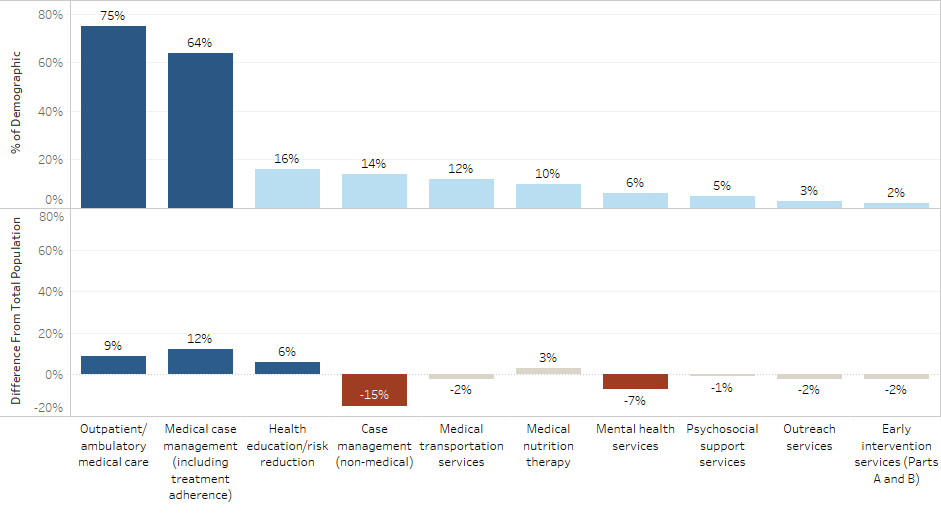 80%
75%
64%
60%
% of Demographic
40%
20%
16%
14%
12%
10%
6%
5%
3%
2%
0%
80%
60%
Difference From Total Population
40%
20%
9%
12%
6%
3%
0%
-15%
-2%
-7%
-1%
-2%
-2%
-20%
Outpatient/
ambulatory
medical care
Medical case
management
(including
treatment
adherence)
Health
education/risk
reduction
Case
management
(non-medical)
Medical
transportation
services
Medical
nutrition
therapy
Mental health
services
Psychosocial
support
services
Outreach
services
Early
intervention
services (Parts
A and B)